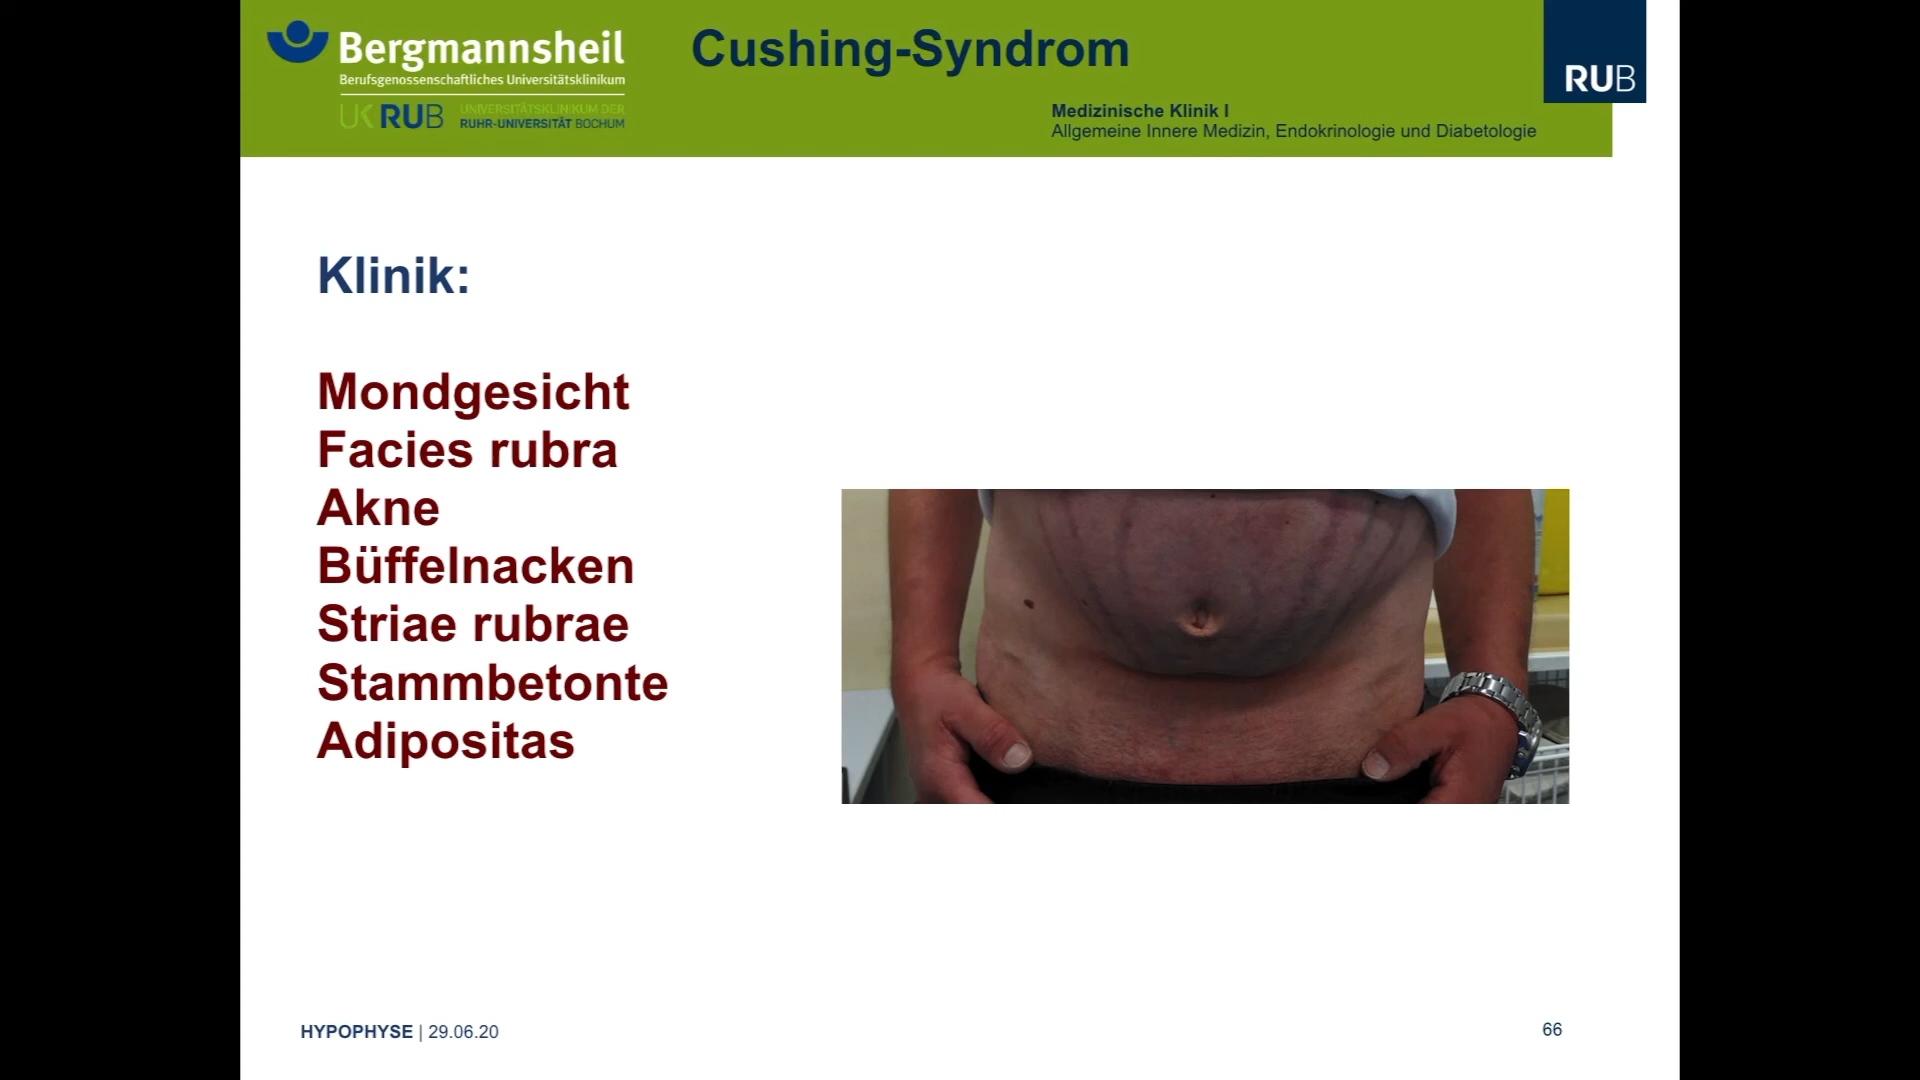 Bergmannsheil
Berufsgenossenschaftliches Universitätsklinikum
UK RUB
UNIVERSITÄTSKLINIKUM DER
RUHR-UNIVERSITÄT BOCHUM
Cushing-Syndrom
Medizinische Klinik I
Allgemeine Innere Medizin, Endokrinologie und Diabetologie
RUB
Klinik:
Mondgesicht
Facies rubra
Akne
Büffelnacken
Striae rubrae
Stammbetonte
Adipositas
HYPOPHYSE | 29.06.20
66